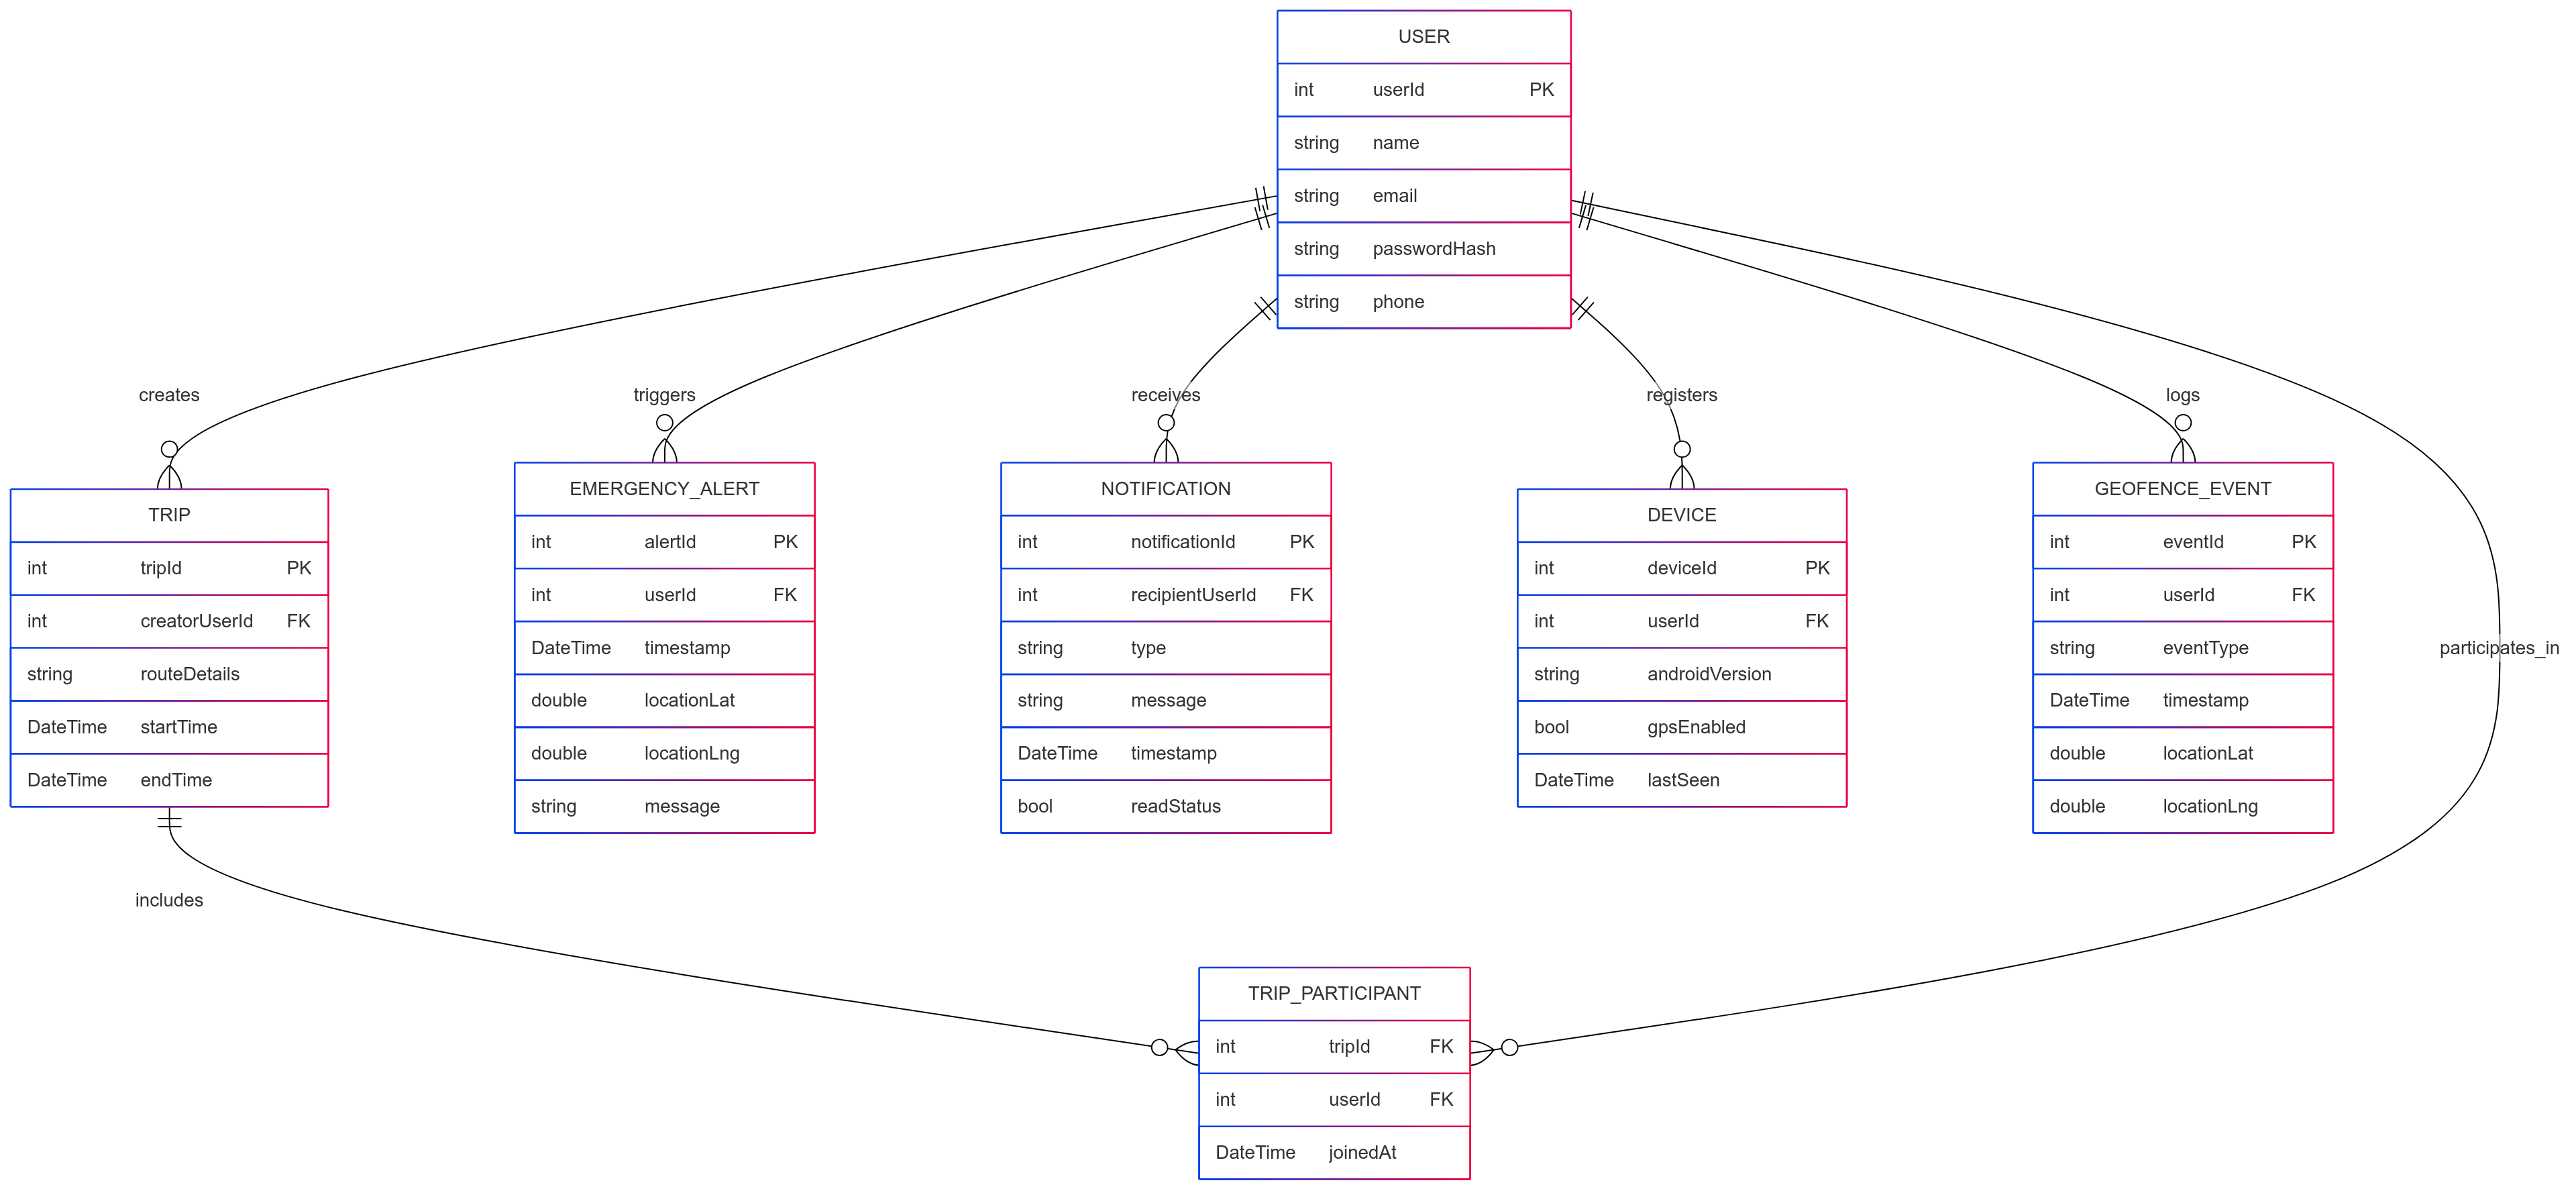 USER
int userId PK
string name
string email
string passwordHash
string phone
creates
triggers
receives
registers
logs
TRIP
int tripId PK
int creatorUserId FK
string routeDetails
DateTime startTime
DateTime endTime
EMERGENCY_ALERT
int alertId PK
int userId FK
DateTime timestamp
double locationLat
double locationLng
string message
NOTIFICATION
int notificationId PK
int recipientUserId FK
string type
string message
DateTime timestamp
bool readStatus
DEVICE
int deviceId PK
int userId FK
string androidVersion
bool gpsEnabled
DateTime lastSeen
GEOFENCE_EVENT
int eventId PK
int userId FK
string eventType
DateTime timestamp
double locationLat
double locationLng
participates_in
includes
TRIP_PARTICIPANT
int tripId FK
int userId FK
DateTime joinedAt